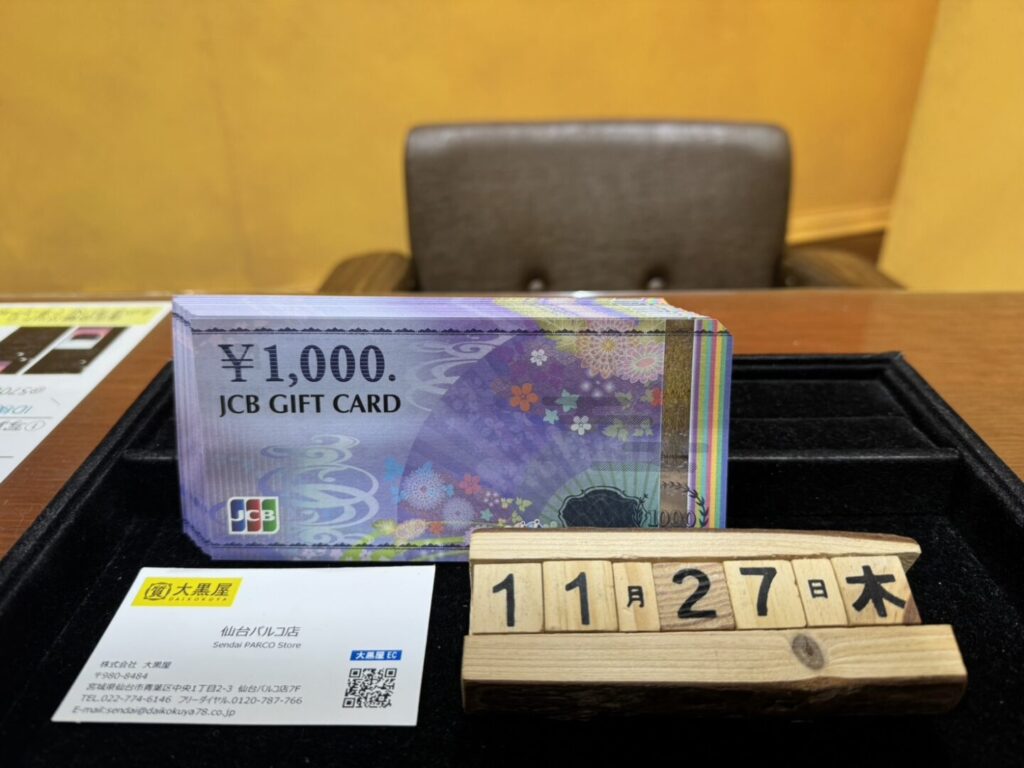 ￥1,000.
JCB GIFT CARD
JCB
1000
11月27日木
質 大黒屋
DAIKOKUYA
仙台パルコ店
Sendai PARCO Store
大黒屋 EC
株式会社 大黒屋
〒980-8484
宮城県仙台市青葉区中央1丁目2-3 仙台パルコ店7F
TEL.022-774-6146 フリーダイヤル.0120-787-766
E-mail:sendai@daikokuya78.co.jp